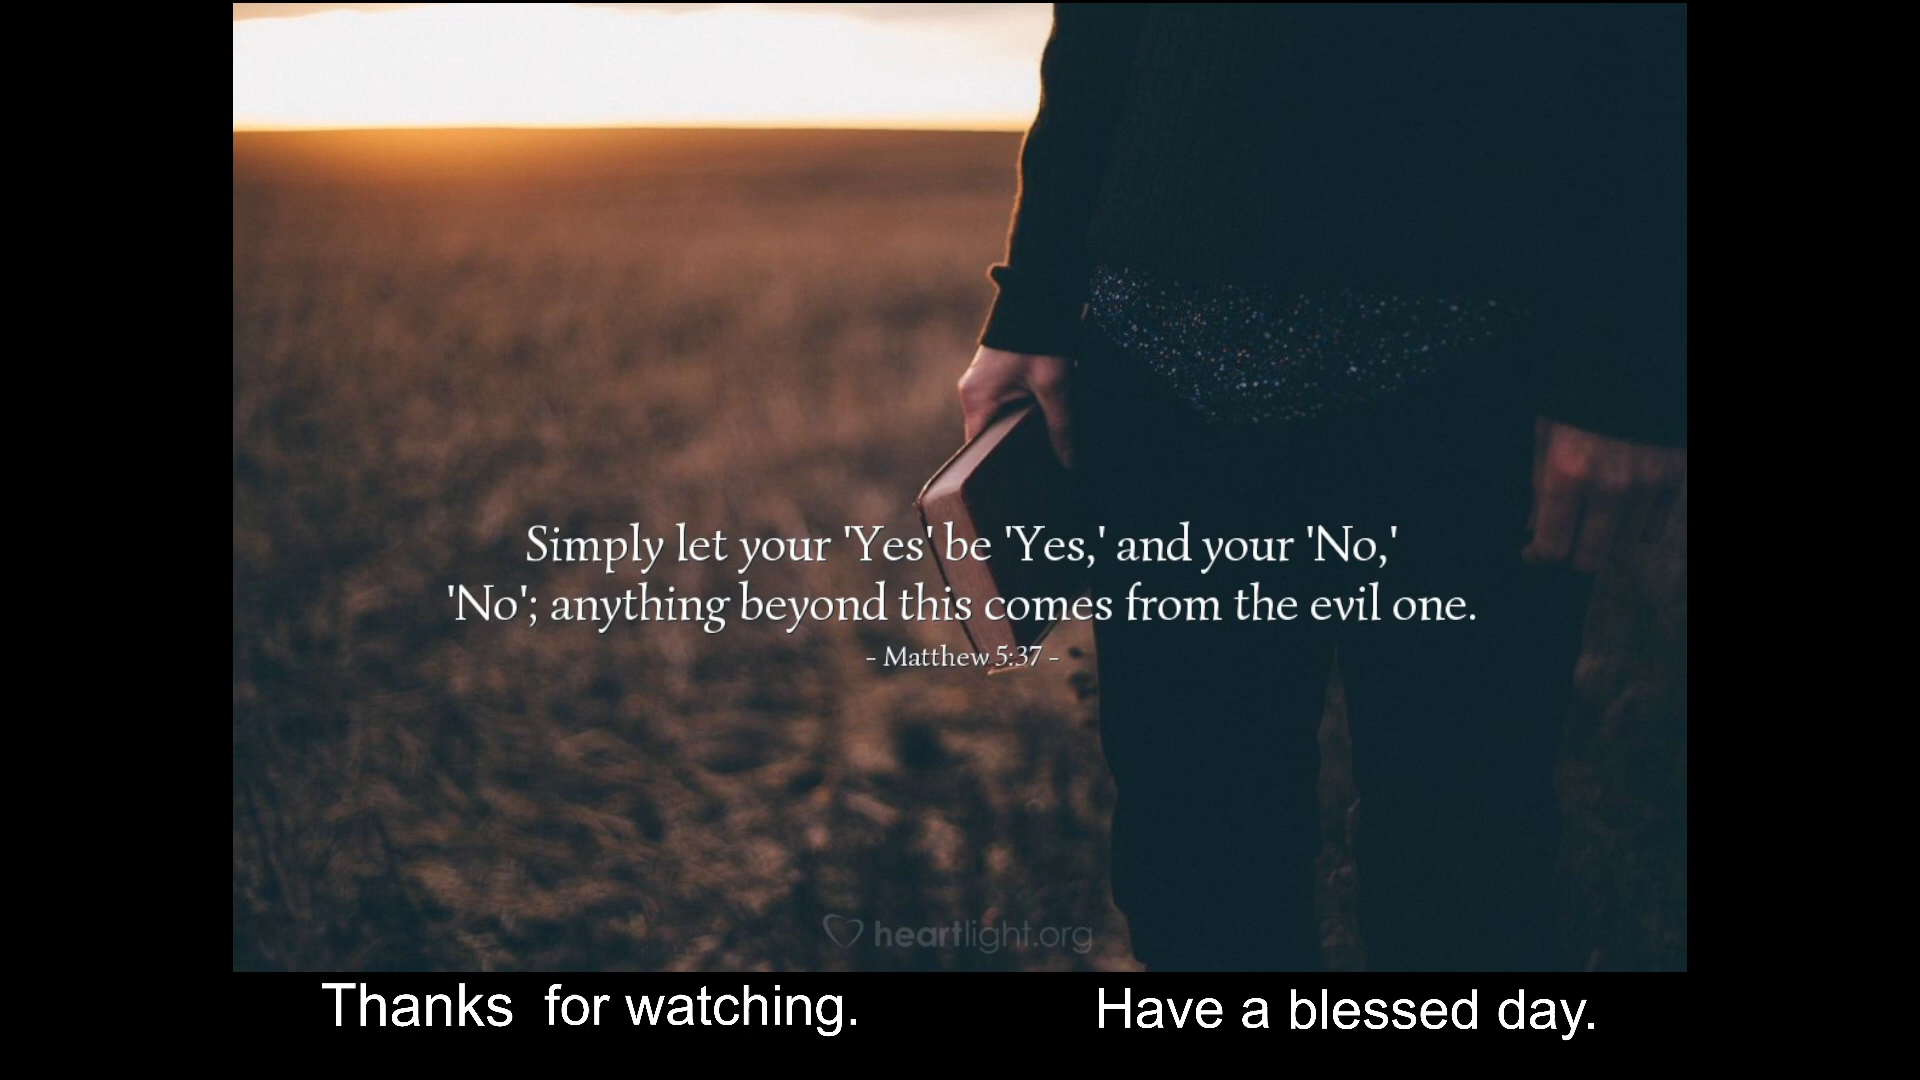 Simply let your 'Yes' be 'Yes,' and your 'No,'
'No'; anything beyond this comes from the evil one.
- Matthew 5:37 -
heartlight.org
Thanks for watching. Have a blessed day.